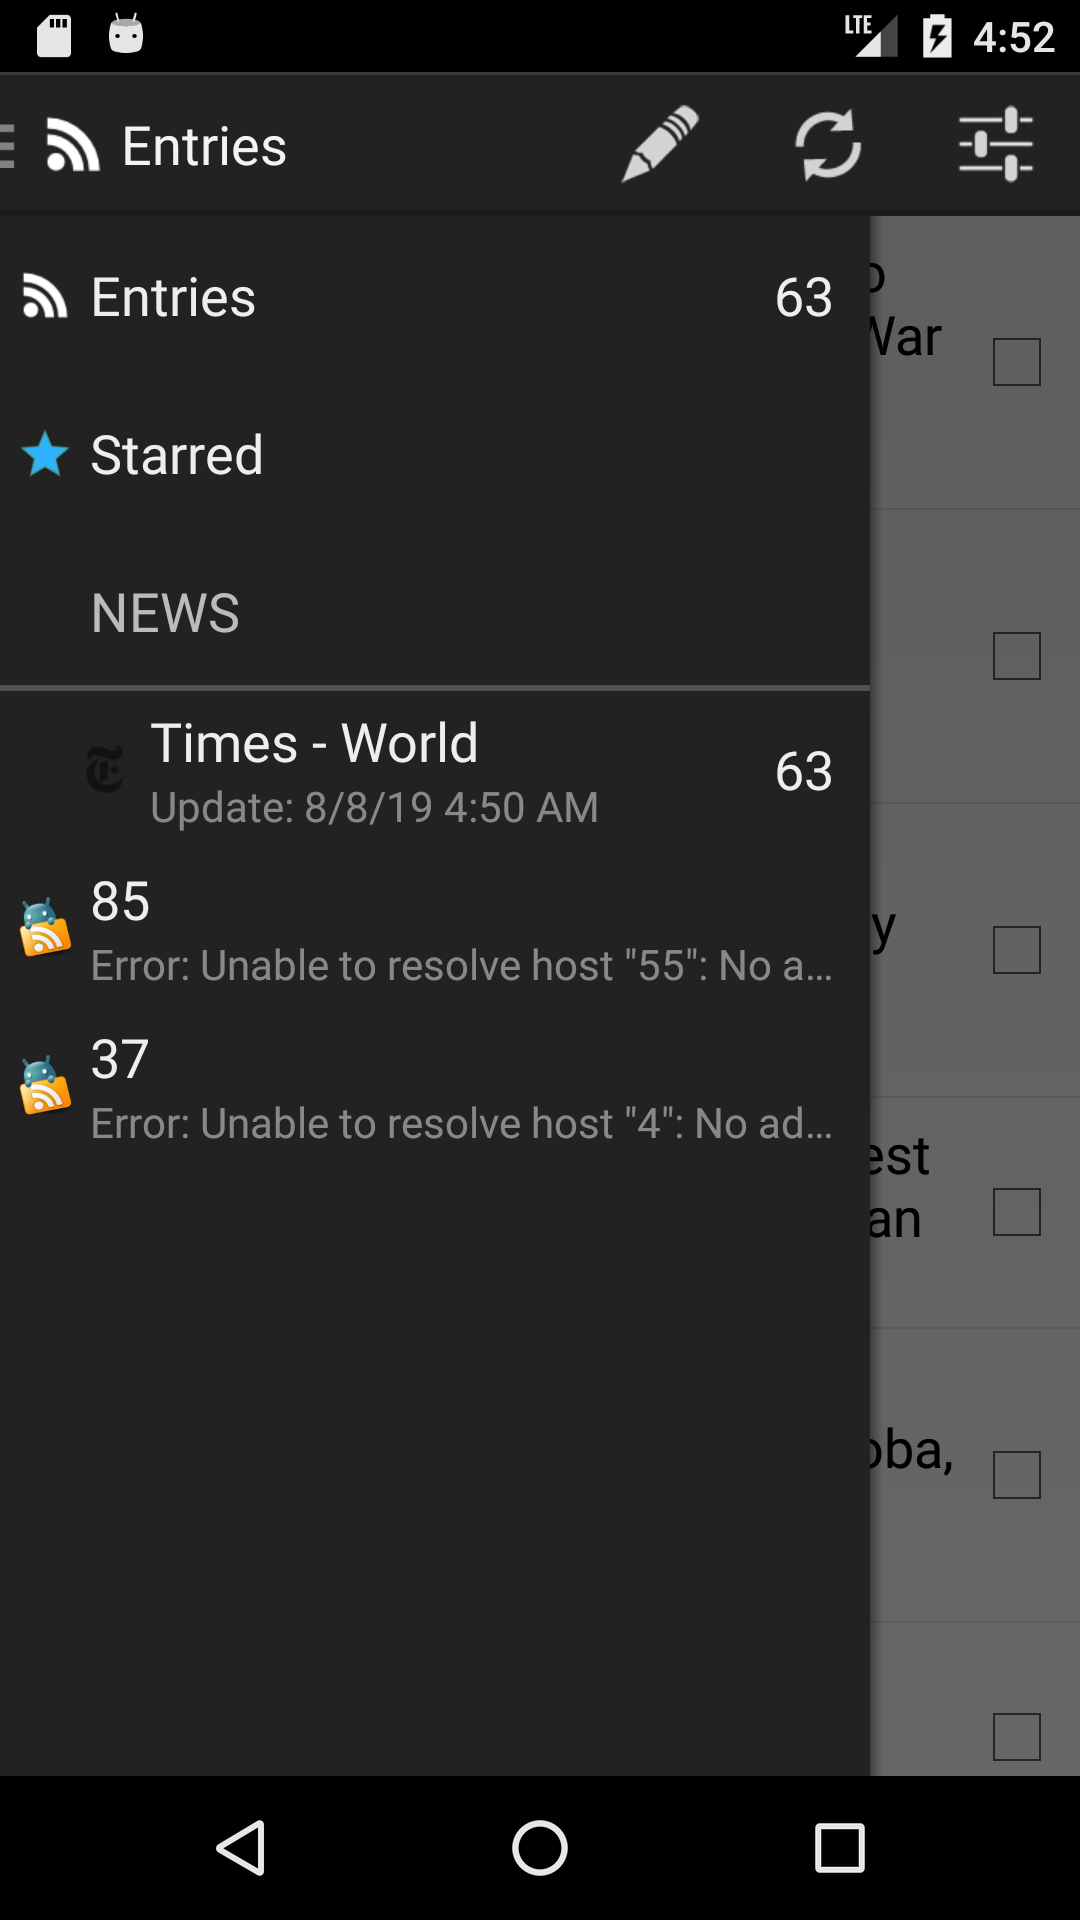 LTE 4:52
Entries
Entries 63
Starred
NEWS
Times - World 63
Update: 8/8/19 4:50 AM
85
Error: Unable to resolve host "55": No a...
37
Error: Unable to resolve host "4": No ad...
War
y
est
an
oba,